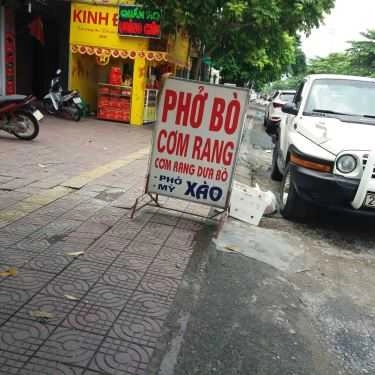 KINH Đ
PHỞ BÒ
CƠM RANG
CƠM RANG DƯA BÒ
- PHỞ
- MỲ XÀO